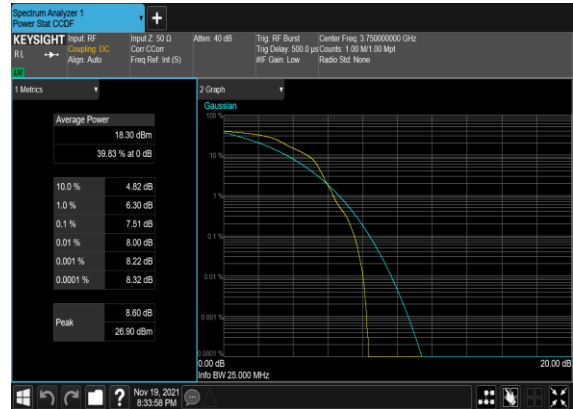 Spectrum Analyzer 1
Power Stat CCDF
KEYSIGHT
R L
LW
Input: RF
Coupling: DC
Align: Auto
Input Z: 50 Ω
Corr CCorr
Freq Ref: Int (S)
Atten: 40 dB
Trig: RF Burst
Trig Delay: 500.0 µs
#IF Gain: Low
Center Freq: 3.750000000 GHz
Counts: 1.00 M/1.00 Mpt
Radio Std: None
1 Metrics
Average Power
18.30 dBm
39.83 % at 0 dB
10.0 % 4.82 dB
1.0 % 6.30 dB
0.1 % 7.51 dB
0.01 % 8.00 dB
0.001 % 8.22 dB
0.0001 % 8.32 dB
Peak
8.60 dB
26.90 dBm
2 Graph
Gaussian
100 %
10 %
1 %
0.1 %
0.01 %
0.001 %
0.0001 %
0.00 dB 20.00 dB
Info BW 25.000 MHz
Nov 19, 2021
8:33:58 PM